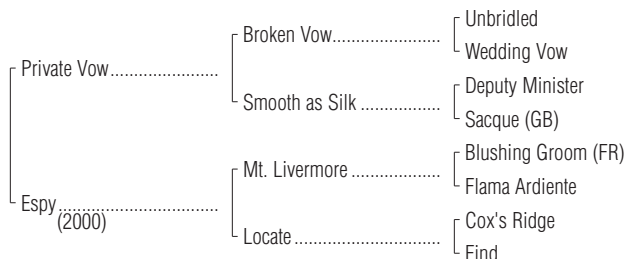 Unbridled
Broken Vow........................
Wedding Vow
Private Vow........................
Deputy Minister
Smooth as Silk ..................
Sacque (GB)
Blushing Groom (FR)
Mt. Livermore ....................
Flama Ardiente
Espy...................................
(2000)
Cox's Ridge
Locate.................................
Find